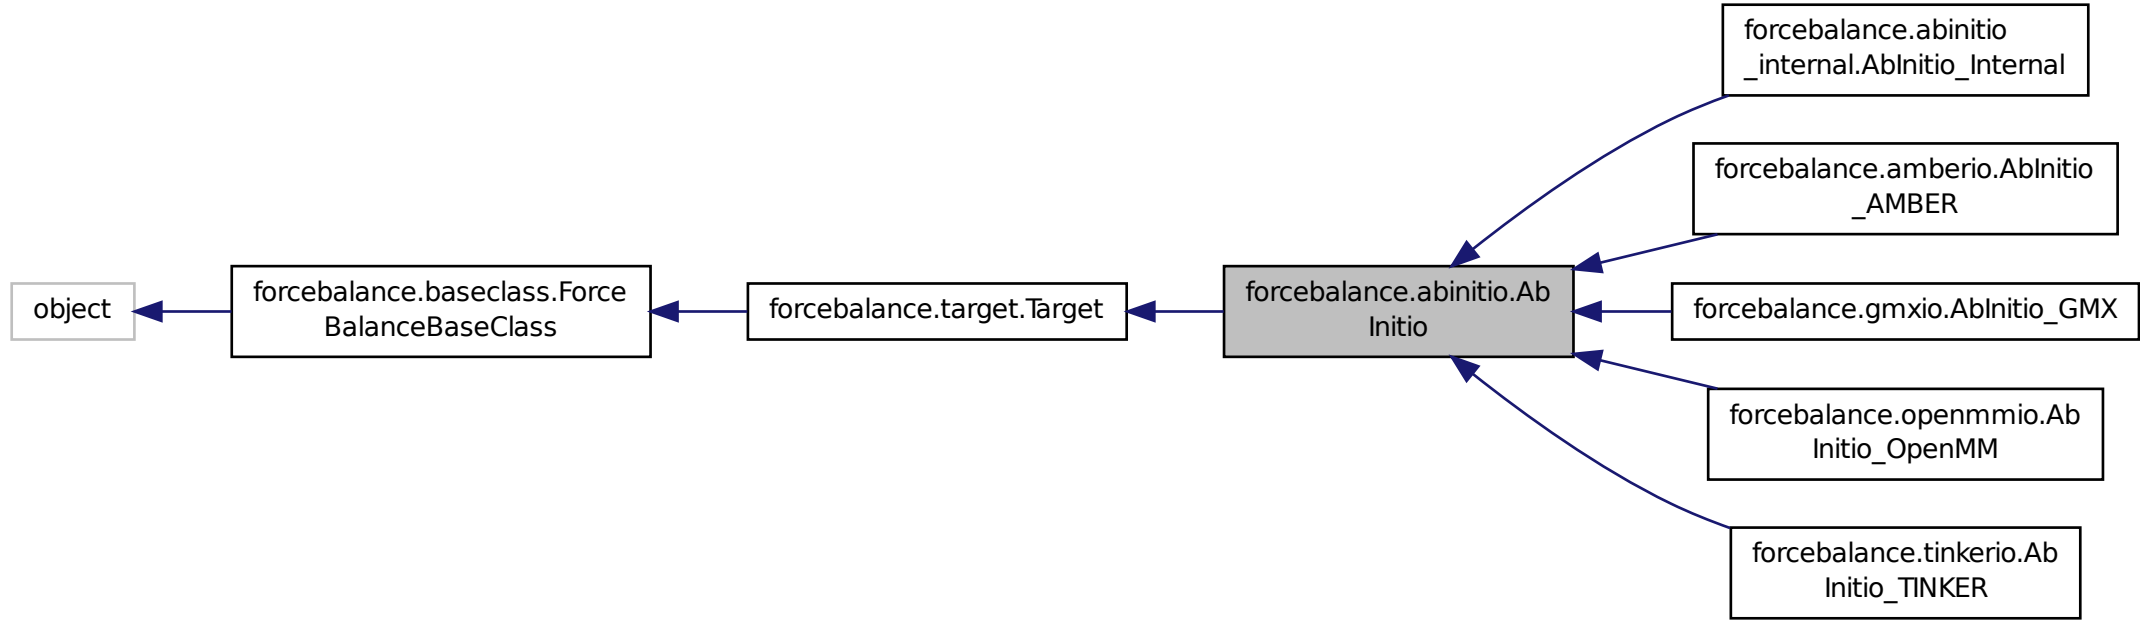 object
forcebalance.baseclass.Force
BalanceBaseClass
forcebalance.target.Target
forcebalance.abinitio.Ab
Initio
forcebalance.abinitio
_internal.AbInitio_Internal
forcebalance.amberio.AbInitio
_AMBER
forcebalance.gmxio.AbInitio_GMX
forcebalance.openmmio.Ab
Initio_OpenMM
forcebalance.tinkerio.Ab
Initio_TINKER